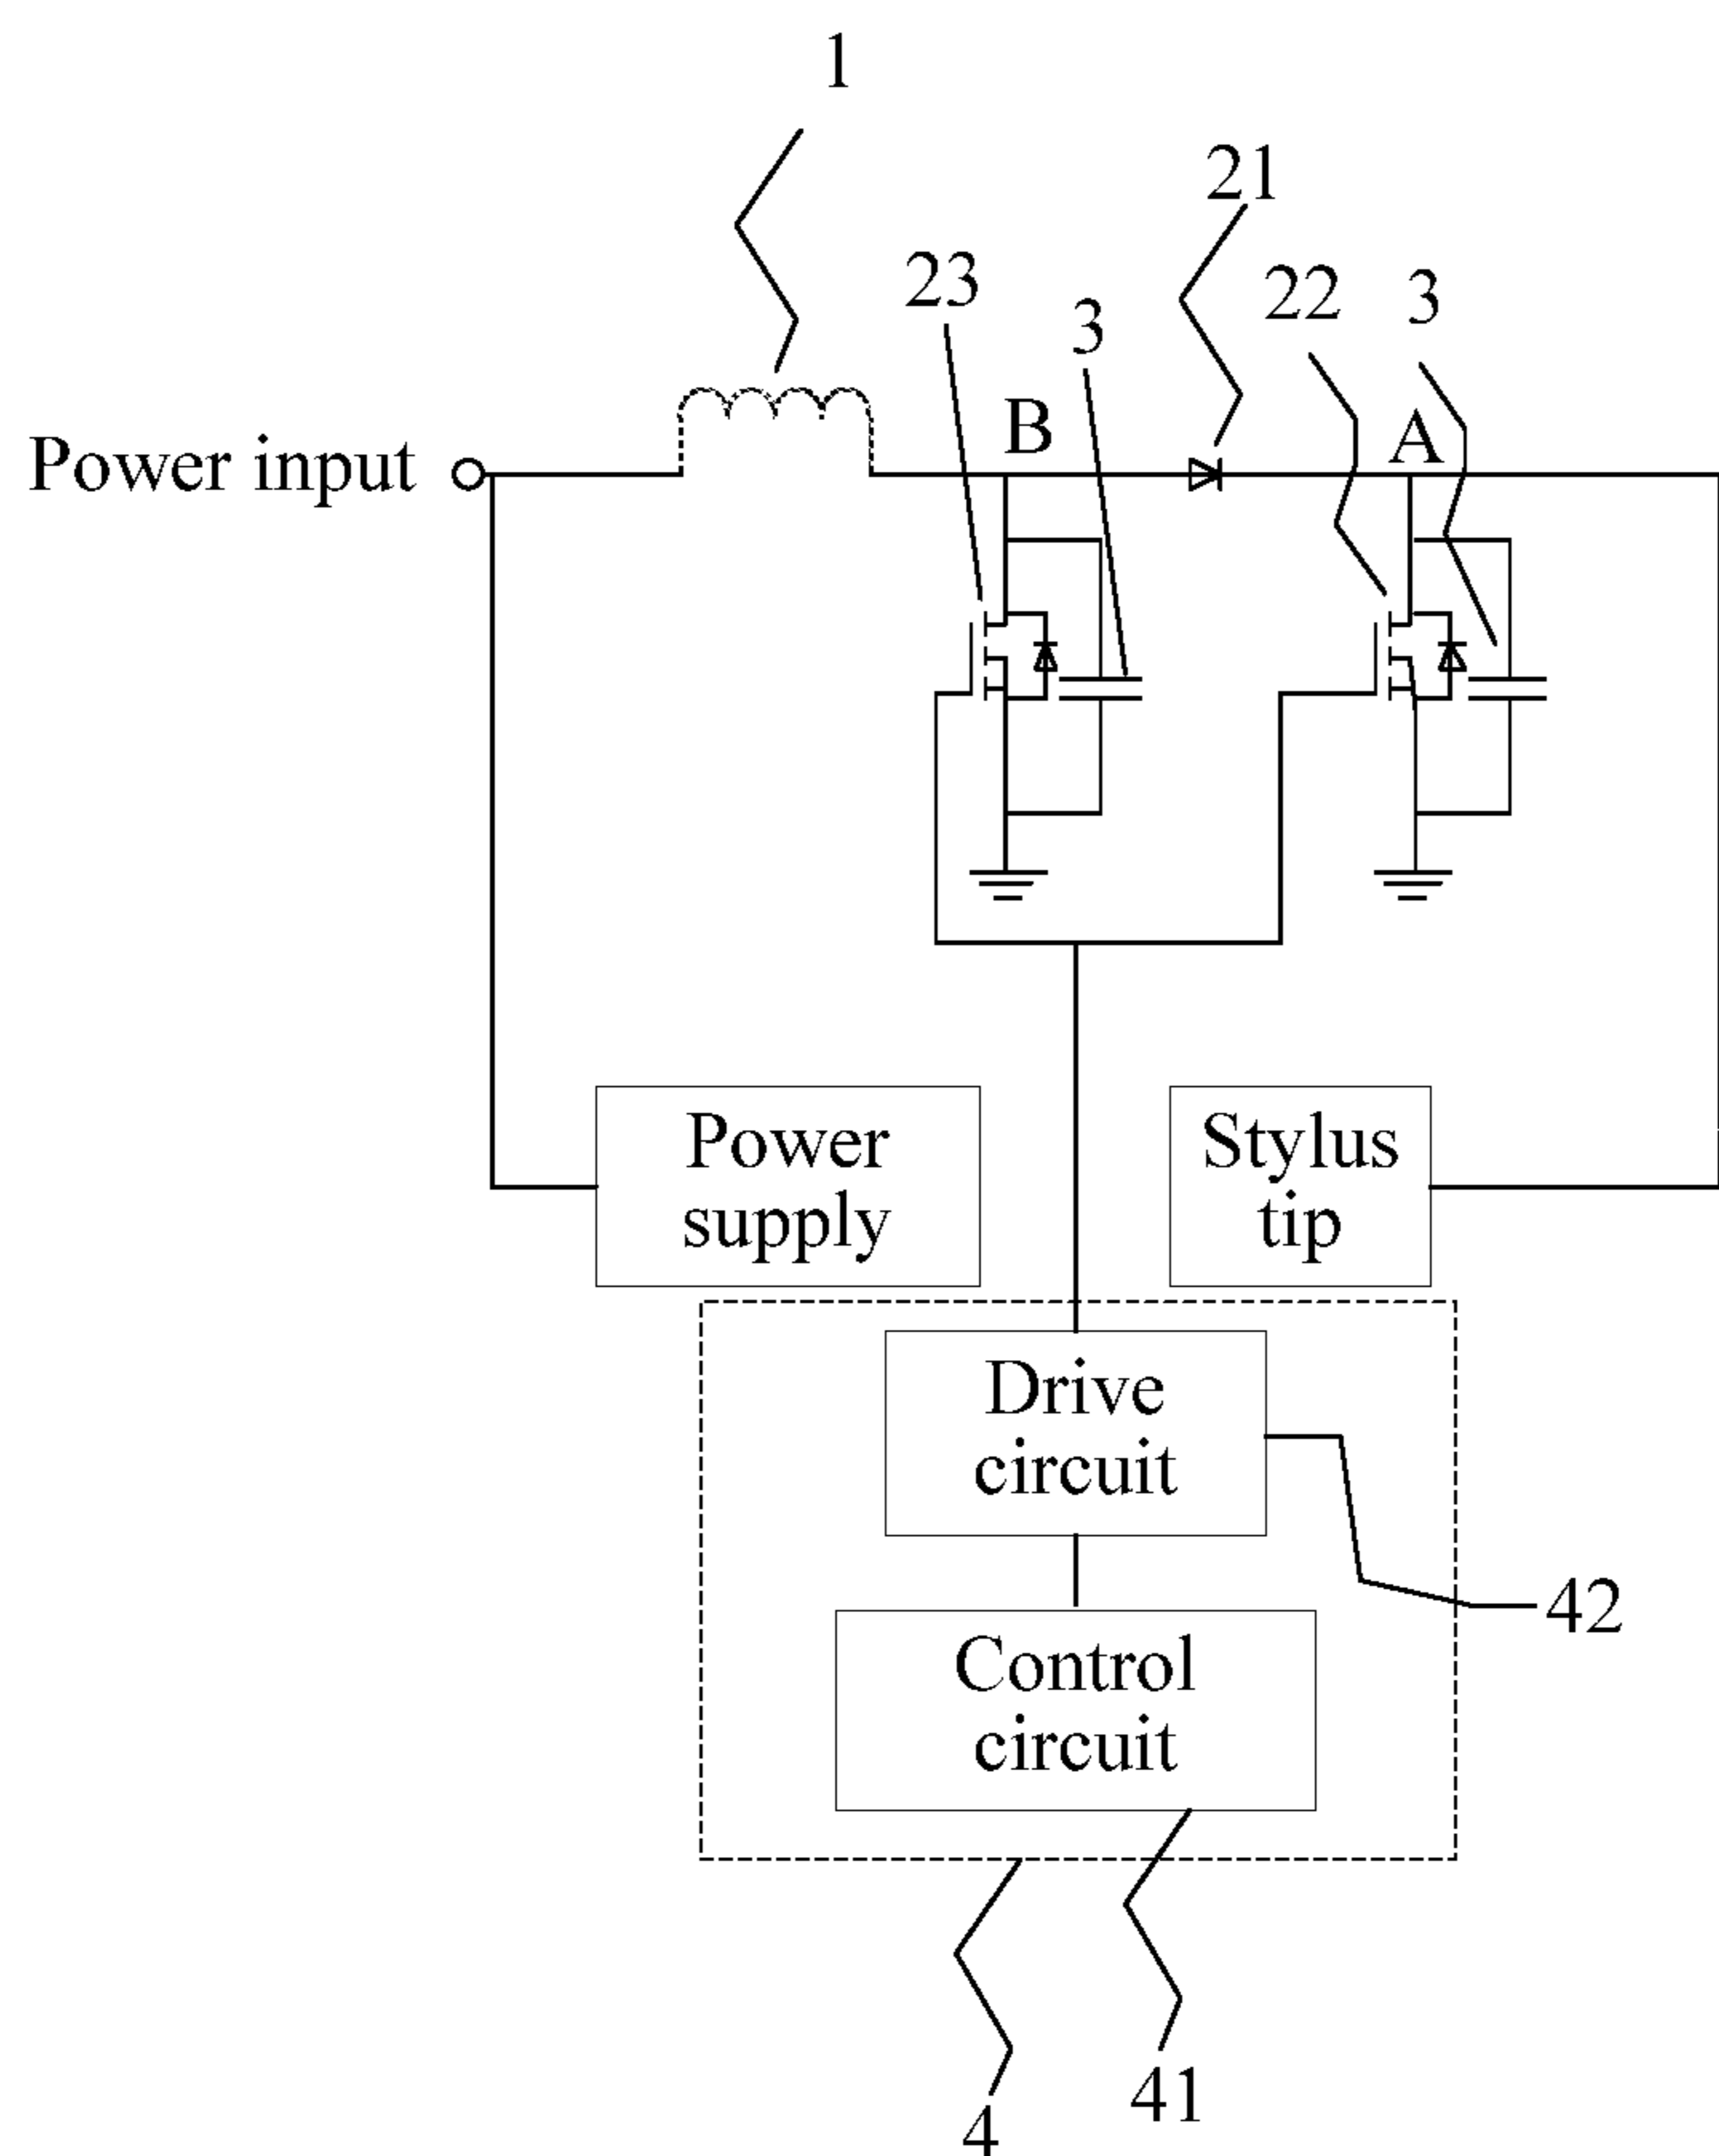 1
21
23
22
3
3
B
A
Power input
Power
supply
Stylus
tip
Drive
circuit
42
Control
circuit
41
4